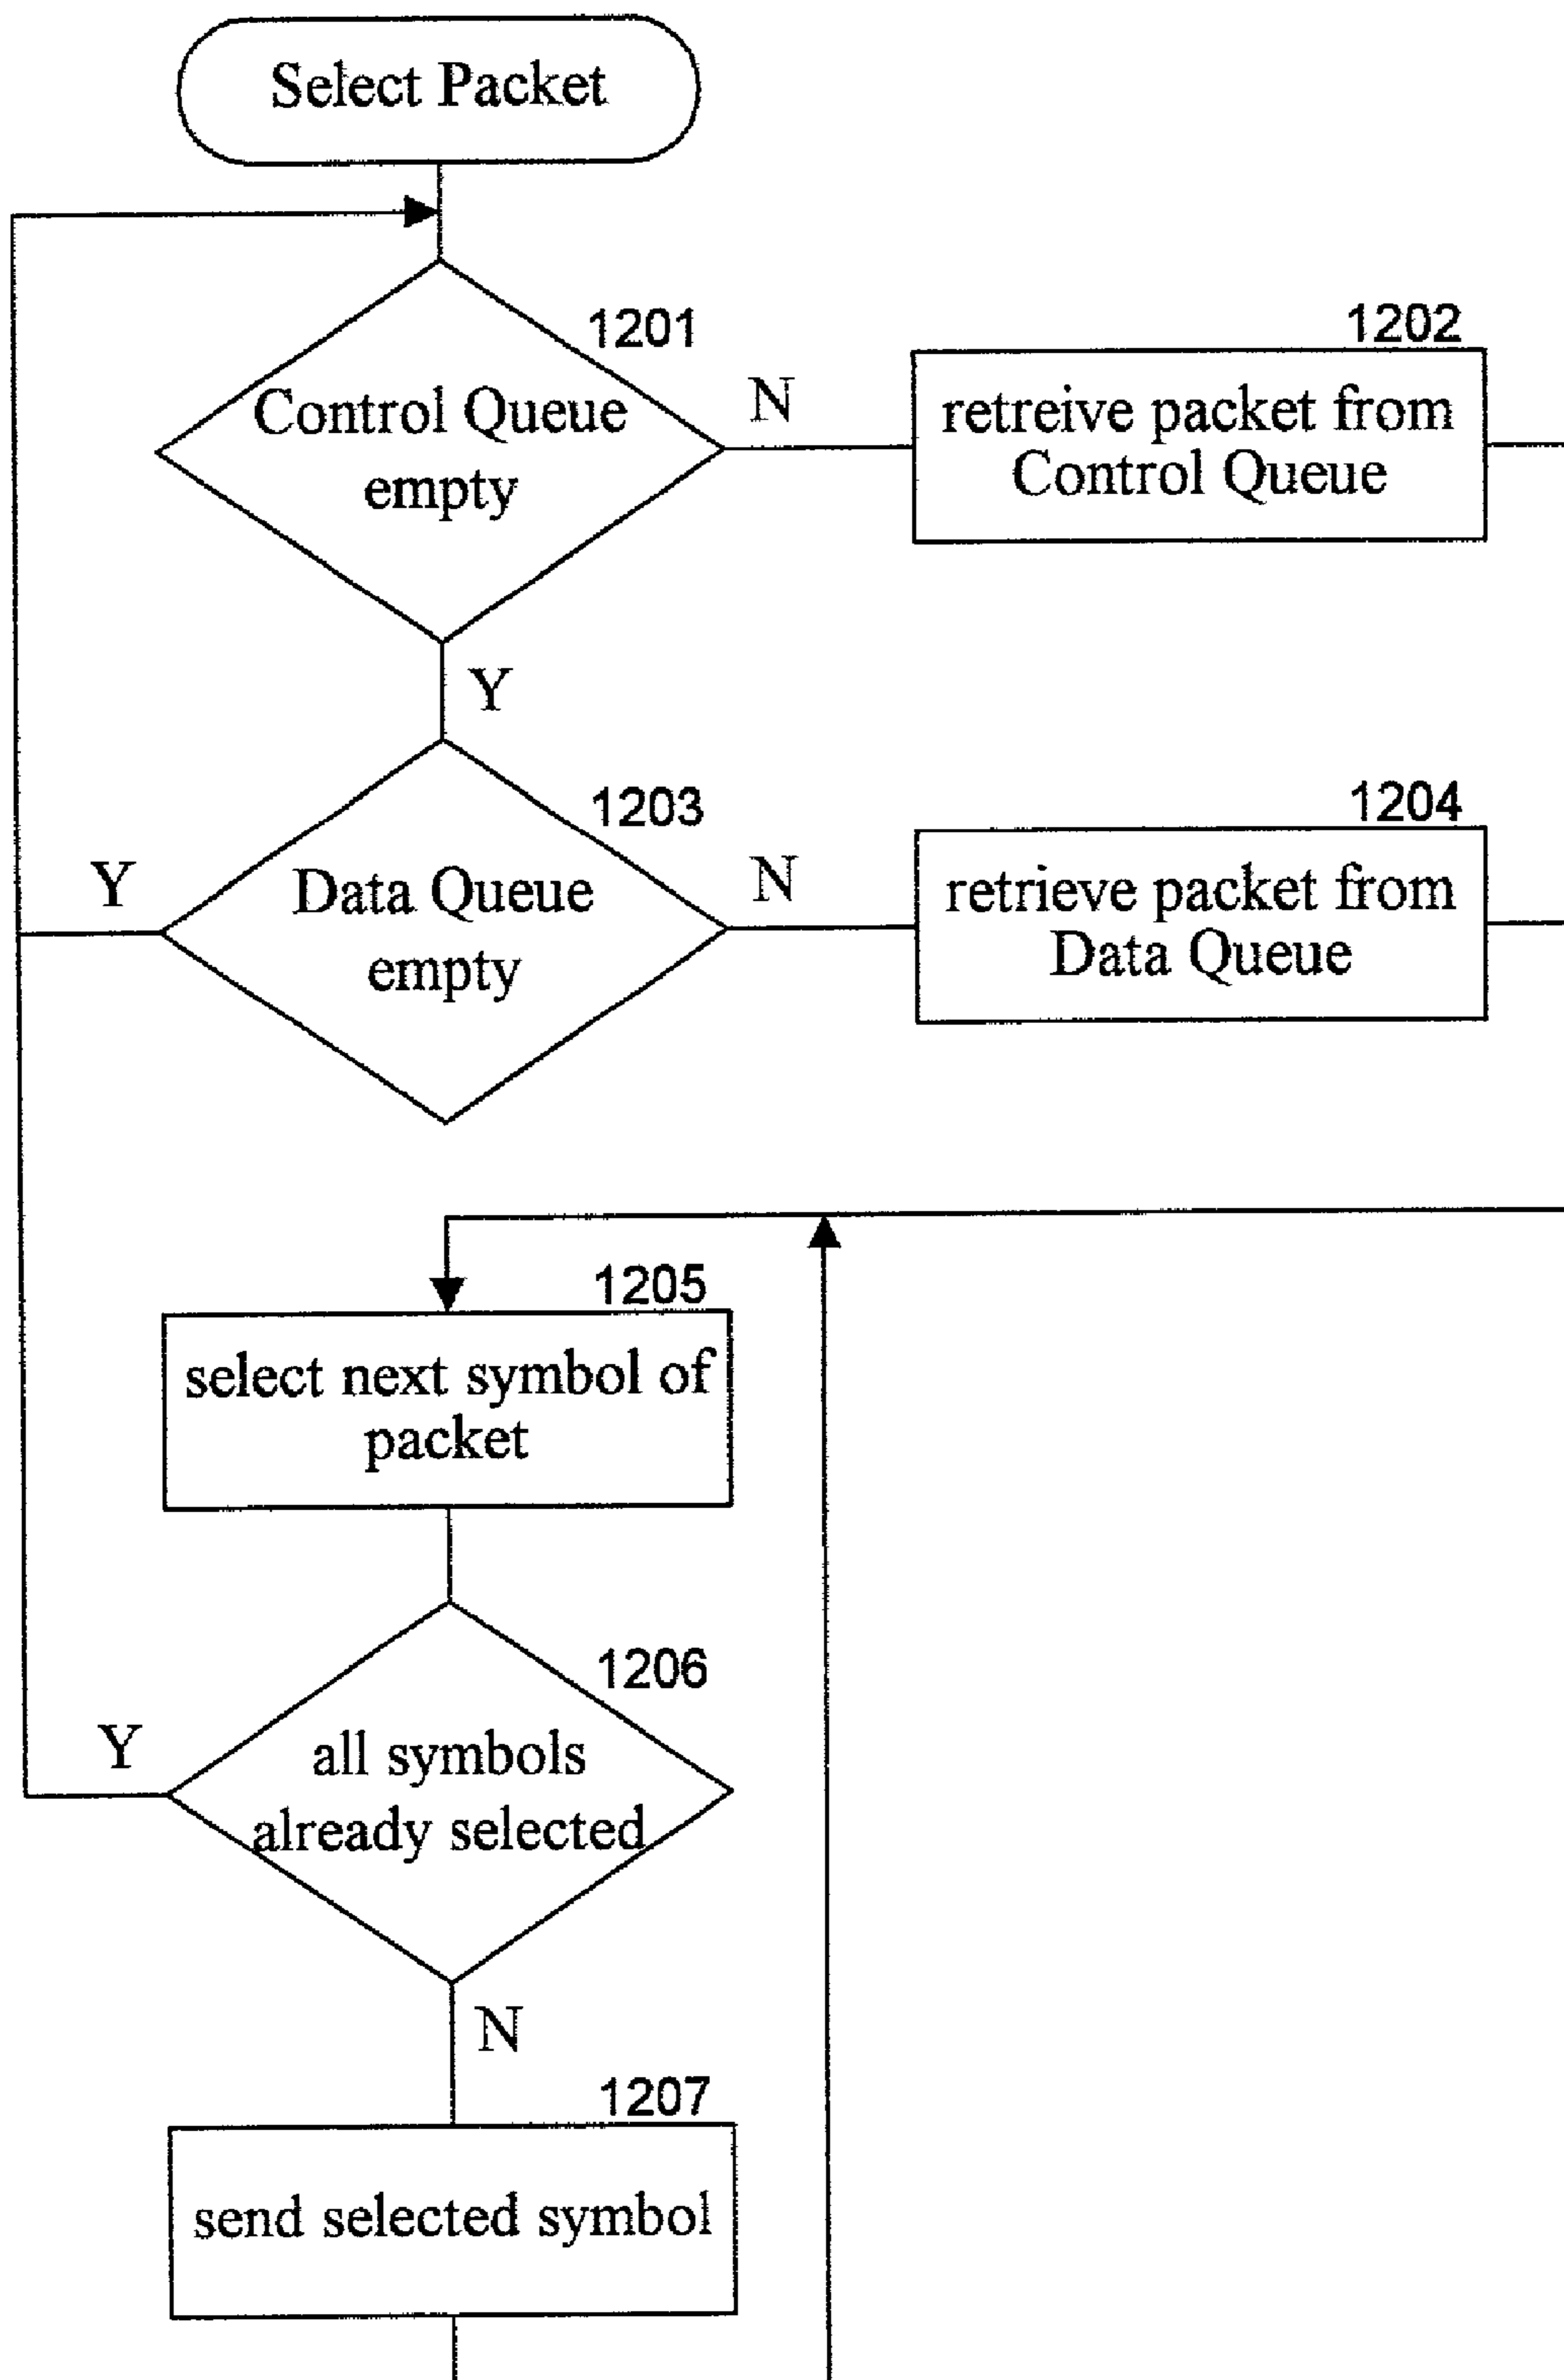 Select Packet
1201
Control Queue
empty
N
1202
retreive packet from
Control Queue
Y
1203
Data Queue
empty
Y
N
1204
retrieve packet from
Data Queue
1205
select next symbol of
packet
1206
all symbols
already selected
Y
N
1207
send selected symbol